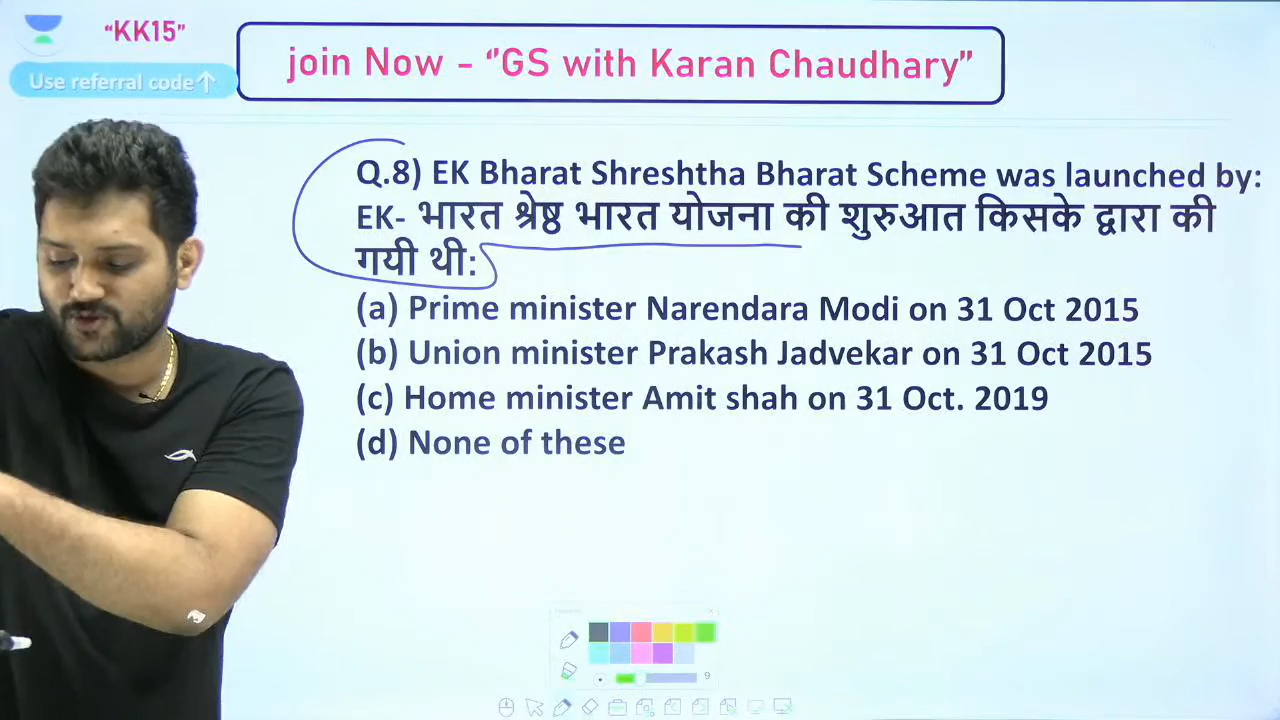 "KK15"
Use referral code↑
join Now - "GS with Karan Chaudhary"
Q.8) EK Bharat Shreshtha Bharat Scheme was launched by:
EK- भारत श्रेष्ठ भारत योजना की शुरुआत किसके द्वारा की
गयी थी:
(a) Prime minister Narendara Modi on 31 Oct 2015
(b) Union minister Prakash Jadvekar on 31 Oct 2015
(c) Home minister Amit shah on 31 Oct. 2019
(d) None of these
9